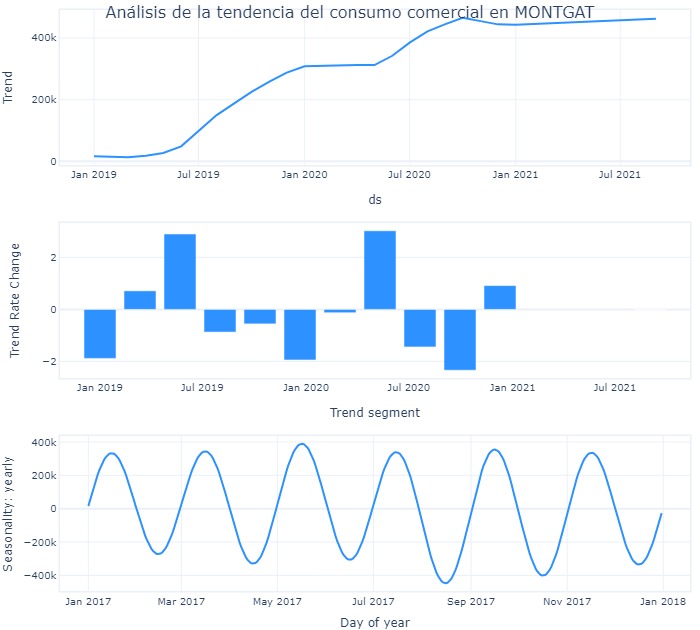 Análisis de la tendencia del consumo comercial en MONTGAT
400k
200k
0
Trend
Jan 2019 Jul 2019 Jan 2020 Jul 2020 Jan 2021 Jul 2021
ds
2
0
−2
Trend Rate Change
Jan 2019 Jul 2019 Jan 2020 Jul 2020 Jan 2021 Jul 2021
Trend segment
400k
200k
0
−200k
−400k
Seasonality: yearly
Jan 2017 Mar 2017 May 2017 Jul 2017 Sep 2017 Nov 2017 Jan 2018
Day of year